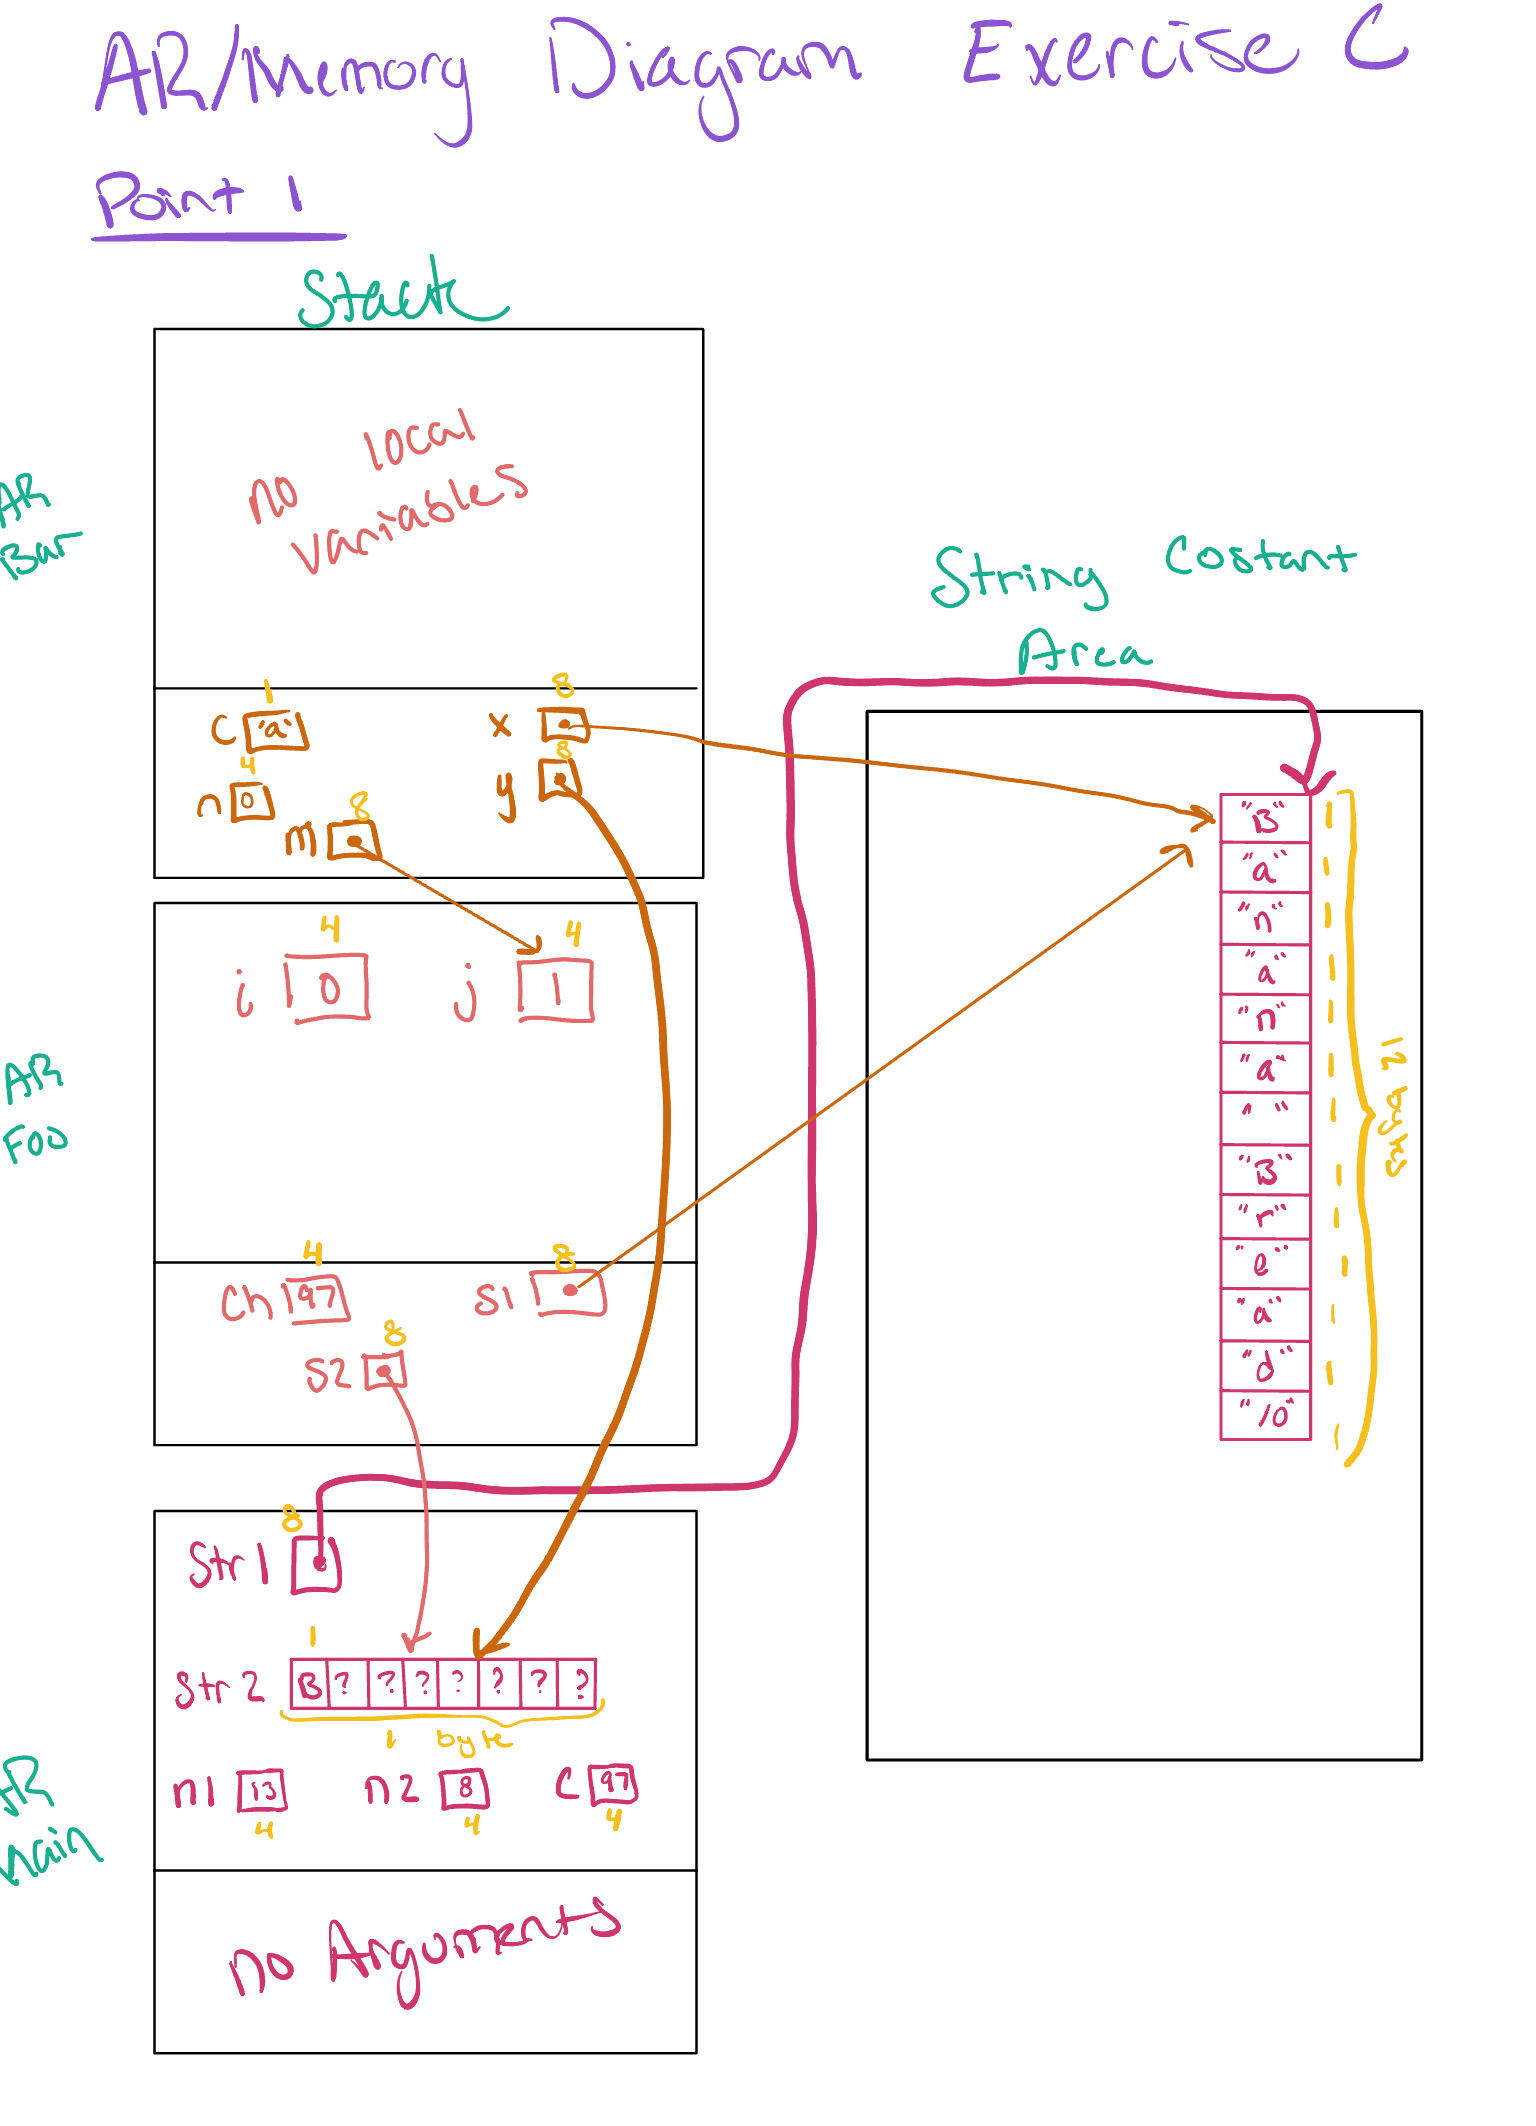 AR/Memory Diagram Exercise C
Point 1
Stack
AR
Bar
no local
variables
1
8
C 'a'
x
4
8
n 0
y
8
m
String Costant
Area
"B"
"a"
"n"
"a"
"n"
"a"
" "
"B"
"r"
"e"
"a"
"d"
"\0"
12 bytes
AR
Foo
4
4
i 0
j 1
4
8
Ch 97
S1
8
S2
AR
main
8
Str1
1
Str2 B ? ? ? ? ? ? ?
1 byte
n1 13
n2 8
C 97
4
4
4
no Arguments